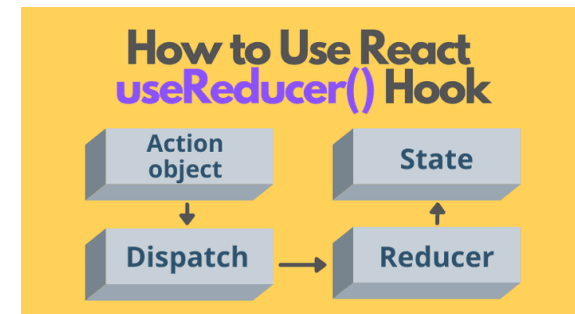 How to Use React
useReducer() Hook
Action
object
State
Dispatch
Reducer